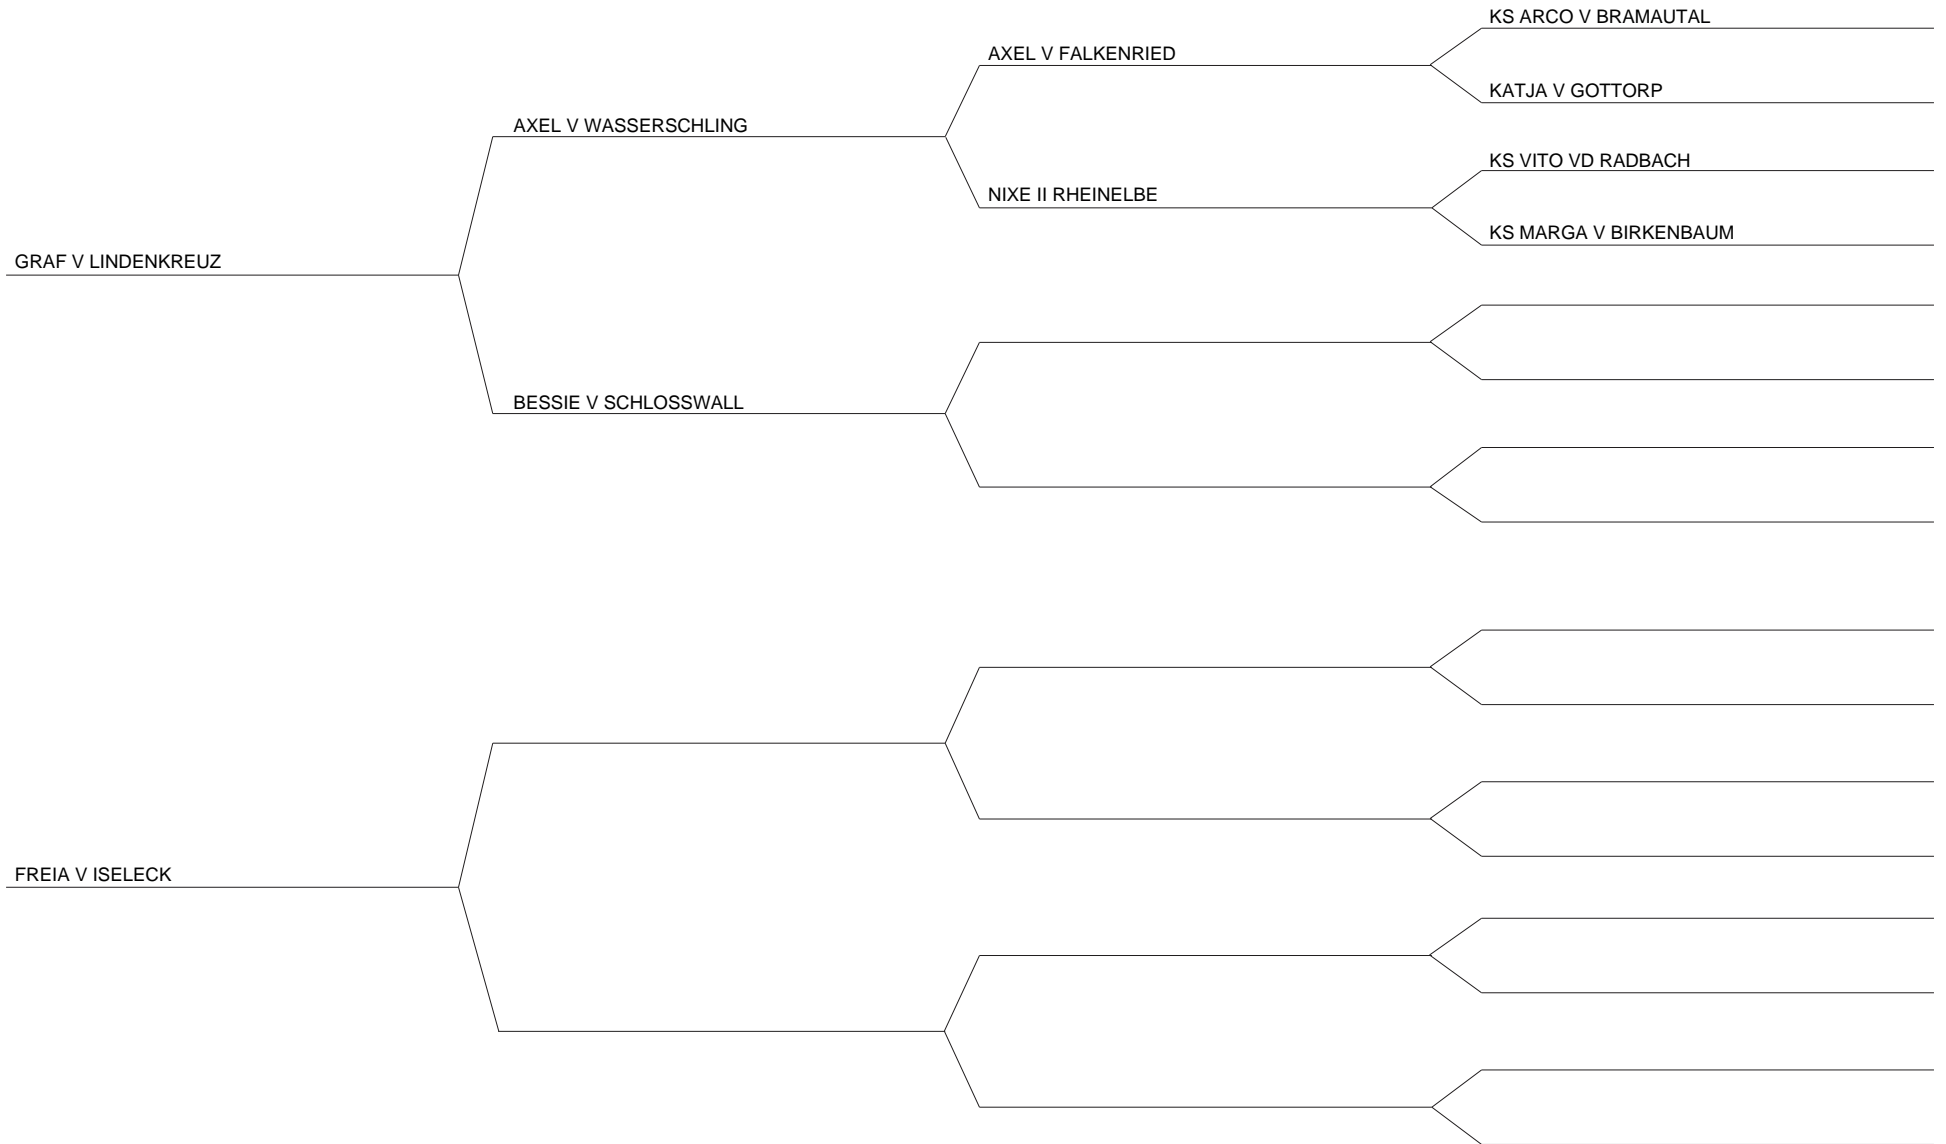 GRAF V LINDENKREUZ
AXEL V WASSERSCHLING
AXEL V FALKENRIED
KS ARCO V BRAMAUTAL
KATJA V GOTTORP
NIXE II RHEINELBE
KS VITO VD RADBACH
KS MARGA V BIRKENBAUM
BESSIE V SCHLOSSWALL
FREIA V ISELECK